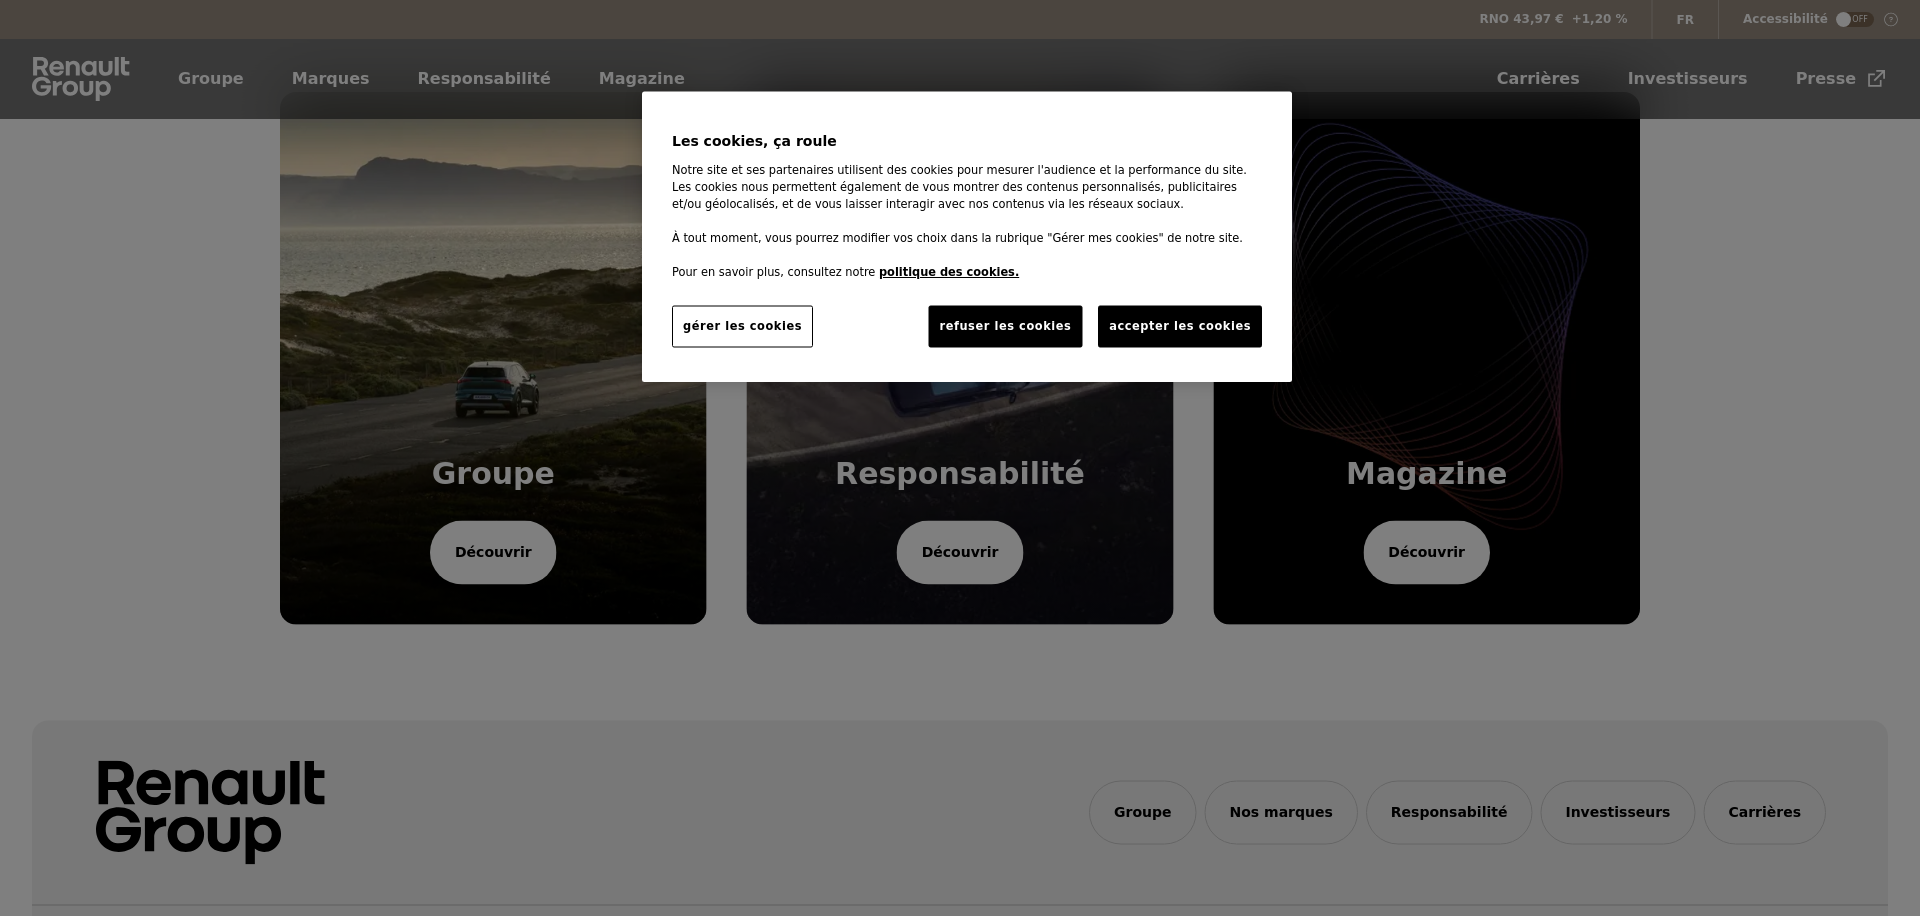 RNO 43,97 € +1,20 %
FR
Accessibilité
OFF
?
Renault
Group
Groupe
Marques
Responsabilité
Magazine
Carrières
Investisseurs
Presse
Les cookies, ça roule
Notre site et ses partenaires utilisent des cookies pour mesurer l'audience et la performance du site.
Les cookies nous permettent également de vous montrer des contenus personnalisés, publicitaires
et/ou géolocalisés, et de vous laisser interagir avec nos contenus via les réseaux sociaux.
À tout moment, vous pourrez modifier vos choix dans la rubrique "Gérer mes cookies" de notre site.
Pour en savoir plus, consultez notre politique des cookies.
gérer les cookies
refuser les cookies
accepter les cookies
Groupe
Découvrir
Responsabilité
Découvrir
Magazine
Découvrir
Renault
Group
Groupe
Nos marques
Responsabilité
Investisseurs
Carrières